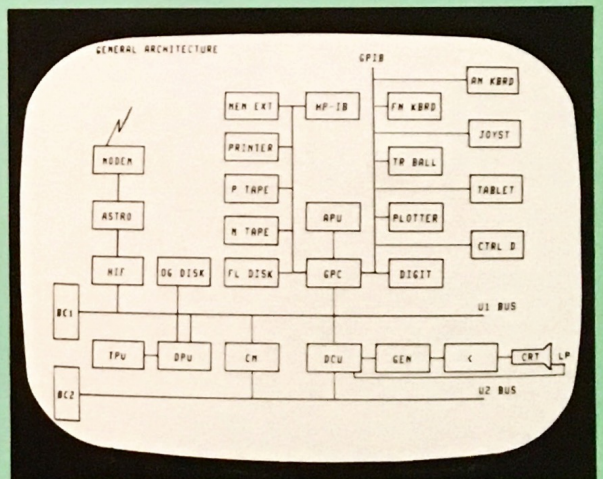 GENERAL ARCHITECTURE
GPIB
AN KBRD
MEM EXT
HP-IB
FN KBRD
JOYST
PRINTER
MODEM
TR BALL
P TAPE
TABLET
ASTRO
M TAPE
APU
PLOTTER
CTRL D
HIF
DG DISK
FL DISK
GPC
DIGIT
BC1
U1 BUS
TPU
DPU
CM
DCU
GEN
<
CRT
LP
BC2
U2 BUS